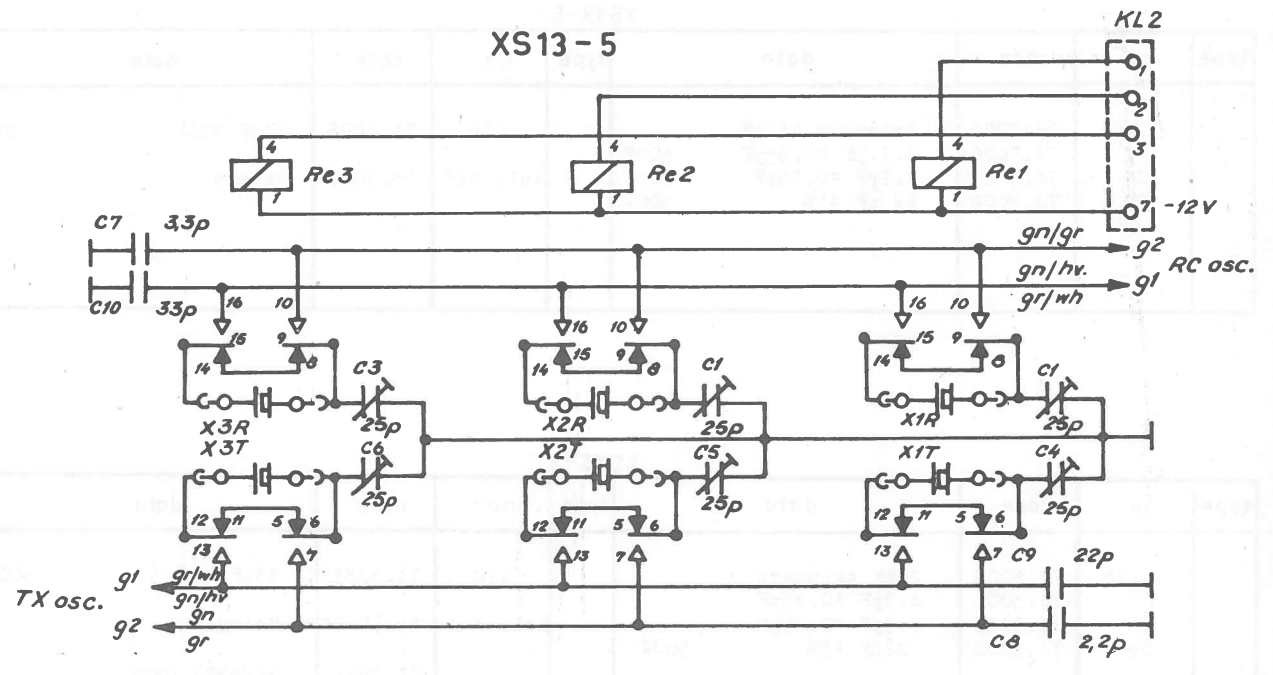 KL2
XS13-5
1
2
3
4
4
4
Re3
Re2
Re1
1
1
1
7
-12V
C7
3,3p
gn/gr
g2
gn/hv.
RC osc.
C10
33p
g1
gr/wh
16
10
16
10
16
10
15
9
15
9
15
9
14
8
14
8
14
8
C3
C1
C1
25p
25p
25p
X3R
X2R
X1R
X3T
X2T
X1T
C6
C5
C4
25p
25p
25p
12
11
5
6
12
11
5
6
12
11
5
6
13
7
13
7
13
7
C9
22p
g1
gr/wh
gn/hv
TX osc.
g2
gn
gr
C8
2,2p